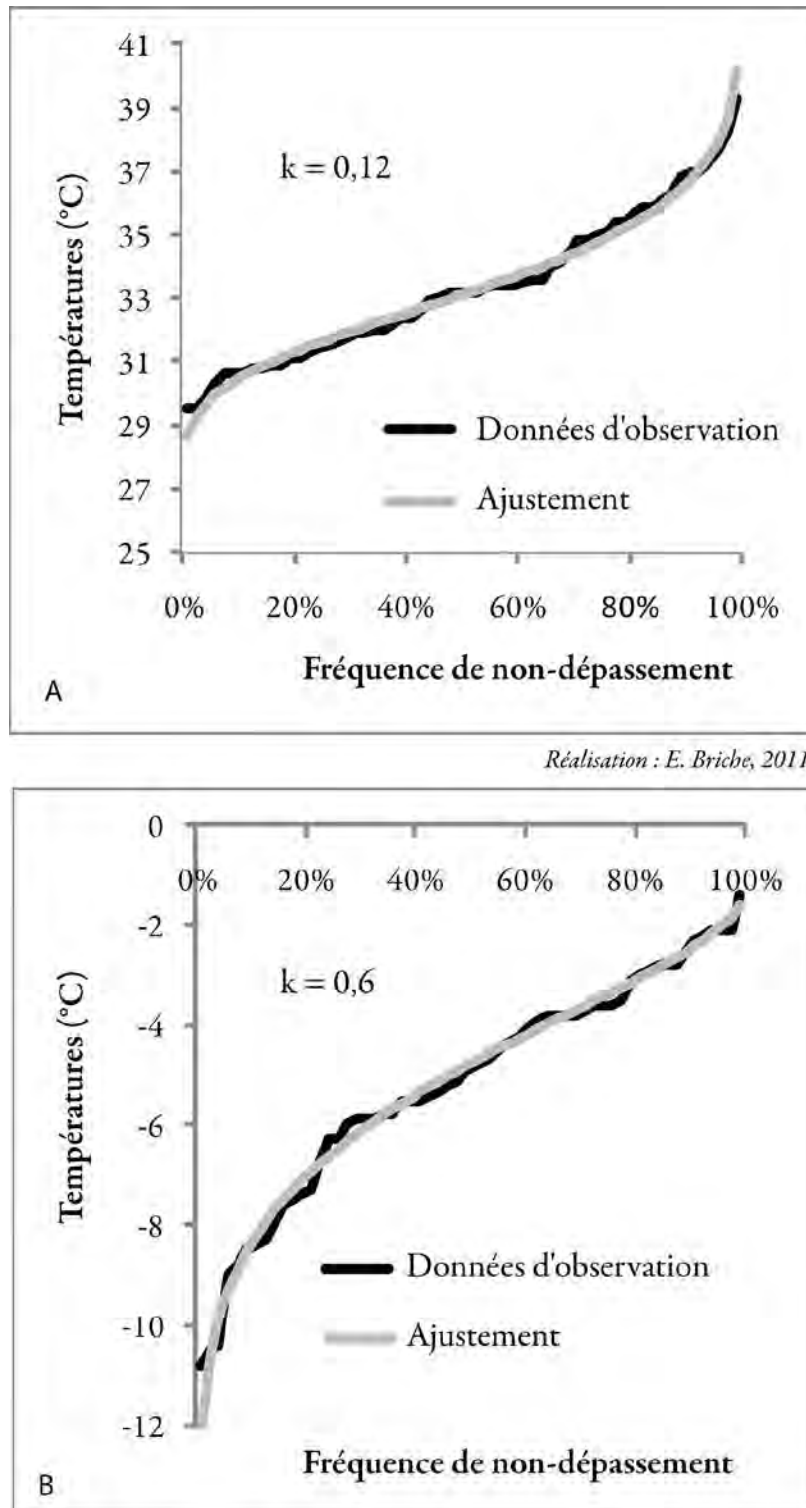 41
39
37
35
33
31
29
27
25
Températures (°C)
k = 0,12
Données d'observation
Ajustement
0% 20% 40% 60% 80% 100%
Fréquence de non-dépassement
A
Réalisation : E. Briche, 2011
0
-2
-4
-6
-8
-10
-12
0% 20% 40% 60% 80% 100%
Températures (°C)
k = 0,6
Données d'observation
Ajustement
Fréquence de non-dépassement
B